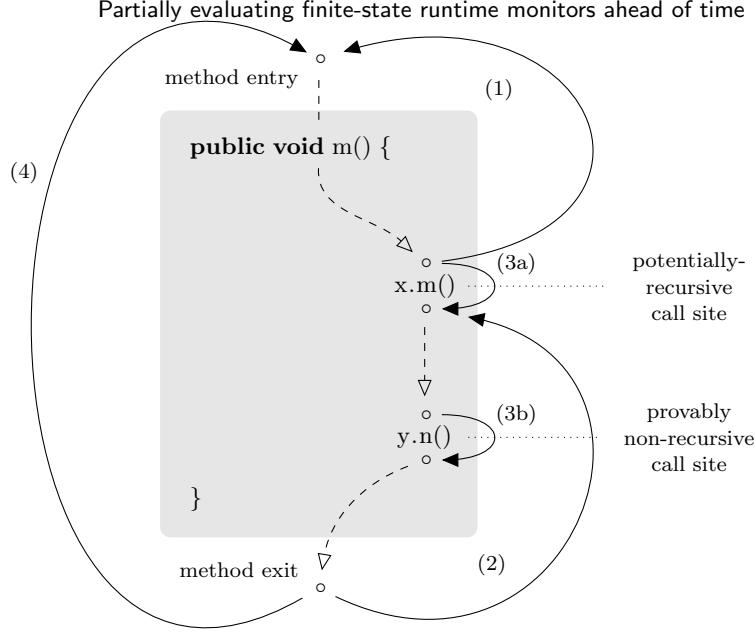 Partially evaluating finite-state runtime monitors ahead of time
method entry
(1)
public void m() {
(4)
(3a)
x.m()
potentially-
recursive
call site
(3b)
y.n()
provably
non-recursive
call site
}
method exit
(2)